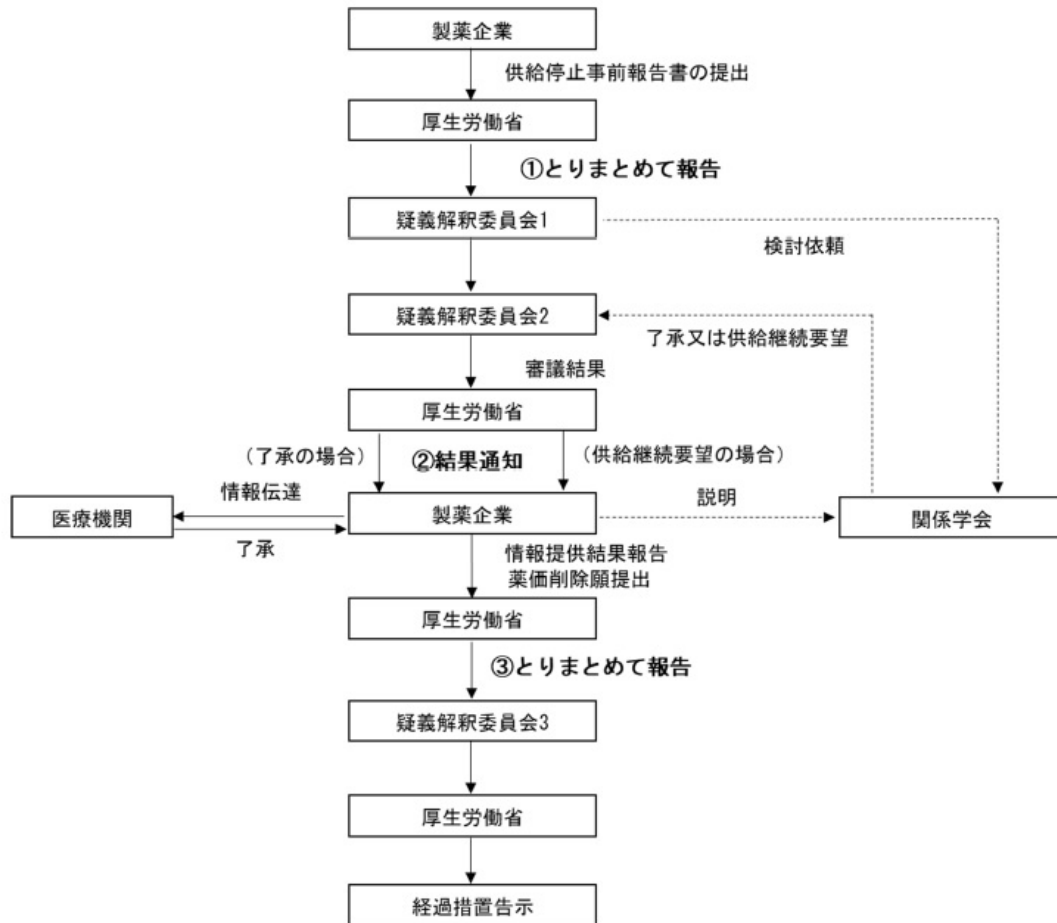 製薬企業
供給停止事前報告書の提出
厚生労働省
①とりまとめて報告
疑義解釈委員会1
検討依頼
疑義解釈委員会2
了承又は供給継続要望
審議結果
厚生労働省
(了承の場合)
②結果通知
(供給継続要望の場合)
情報伝達
説明
医療機関
製薬企業
関係学会
了承
情報提供結果報告
薬価削除願提出
厚生労働省
③とりまとめて報告
疑義解釈委員会3
厚生労働省
経過措置告示